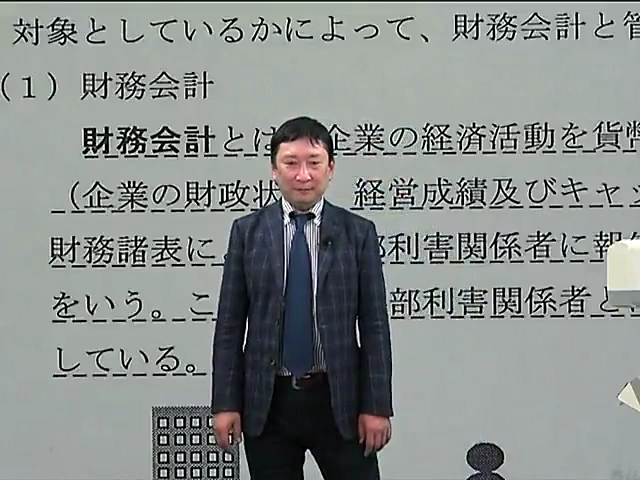 対象としているかによって、財務会計と管
（１）財務会計
財務会計とは 企業の経済活動を貨幣
（企業の財政状 経営成績及びキャッ
財務諸表に 部利害関係者に報
をいう。こ 部利害関係者と
している。